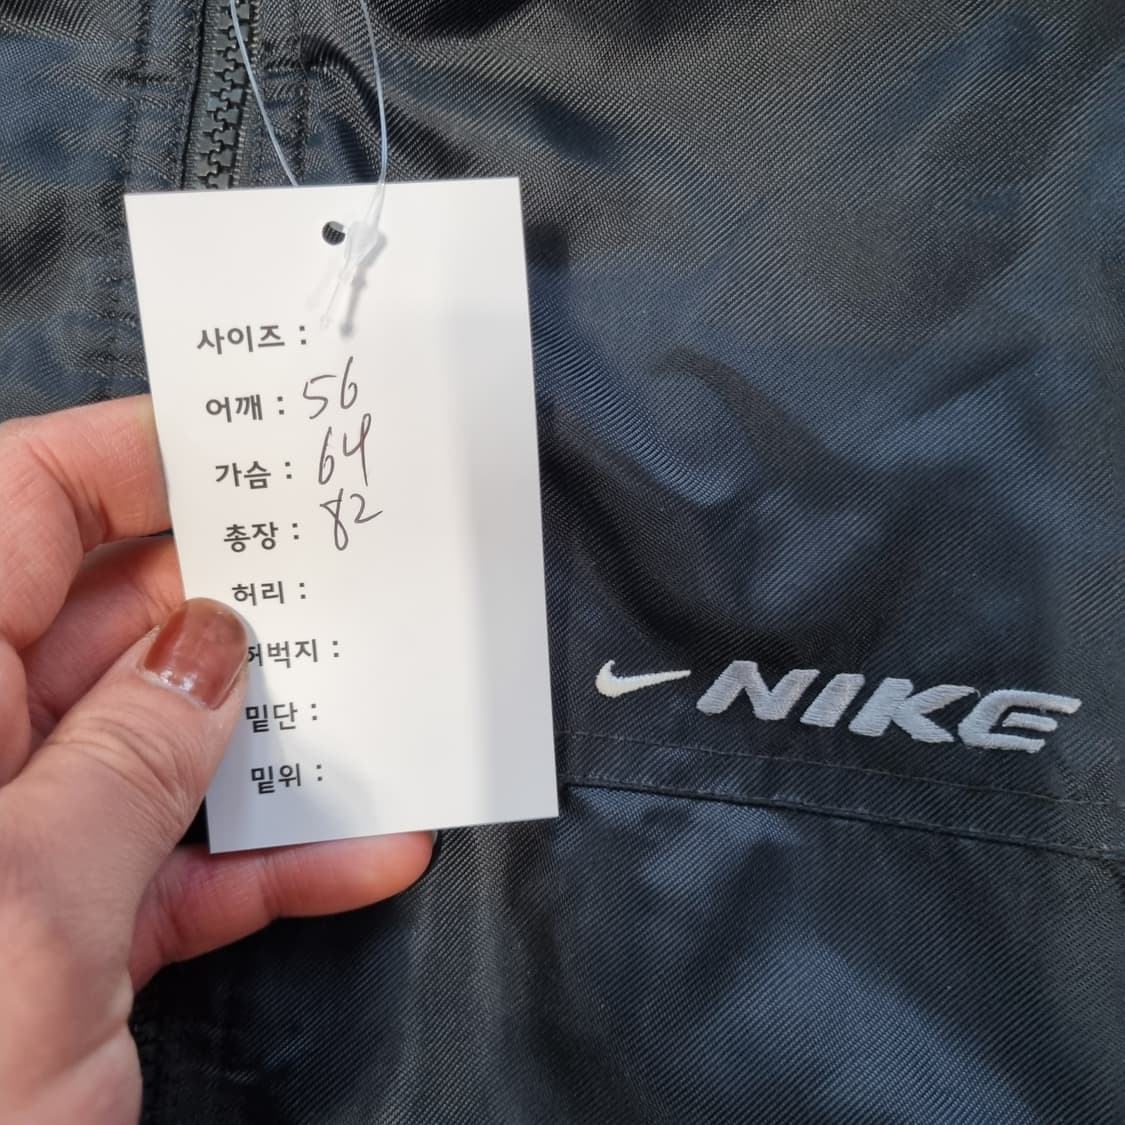 사이즈 :
어깨 : 56
가슴 : 64
총장 : 82
허리 :
허벅지 :
밑단 :
밑위 :
NIKE